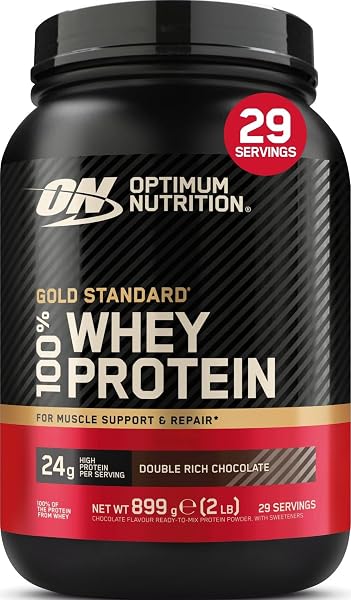 29
SERVINGS
ON
OPTIMUM
NUTRITION®
GOLD STANDARD®
100% WHEY
PROTEIN
FOR MUSCLE SUPPORT & REPAIR*
24g HIGH
PROTEIN
PER SERVING
DOUBLE RICH CHOCOLATE
100% OF
THE PROTEIN
FROM WHEY
NET WT 899 g ℮ (2 LB)
29 SERVINGS
CHOCOLATE FLAVOUR READY-TO-MIX PROTEIN POWDER, WITH SWEETENERS.